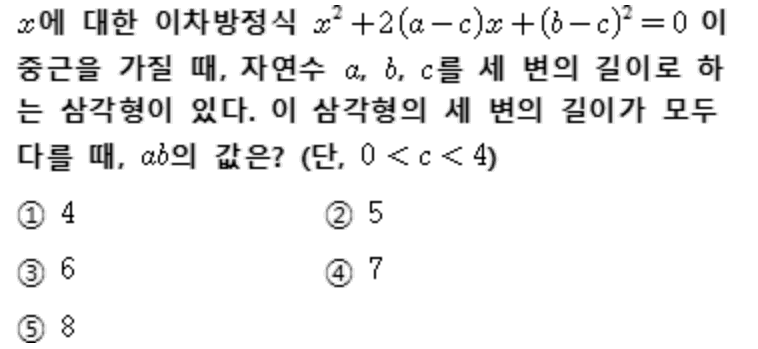 x에 대한 이차방정식 x²+2(a−c)x+(b−c)²=0 이
중근을 가질 때, 자연수 a, b, c를 세 변의 길이로 하
는 삼각형이 있다. 이 삼각형의 세 변의 길이가 모두
다를 때, ab의 값은? (단, 0<c<4)
① 4 ② 5
③ 6 ④ 7
⑤ 8